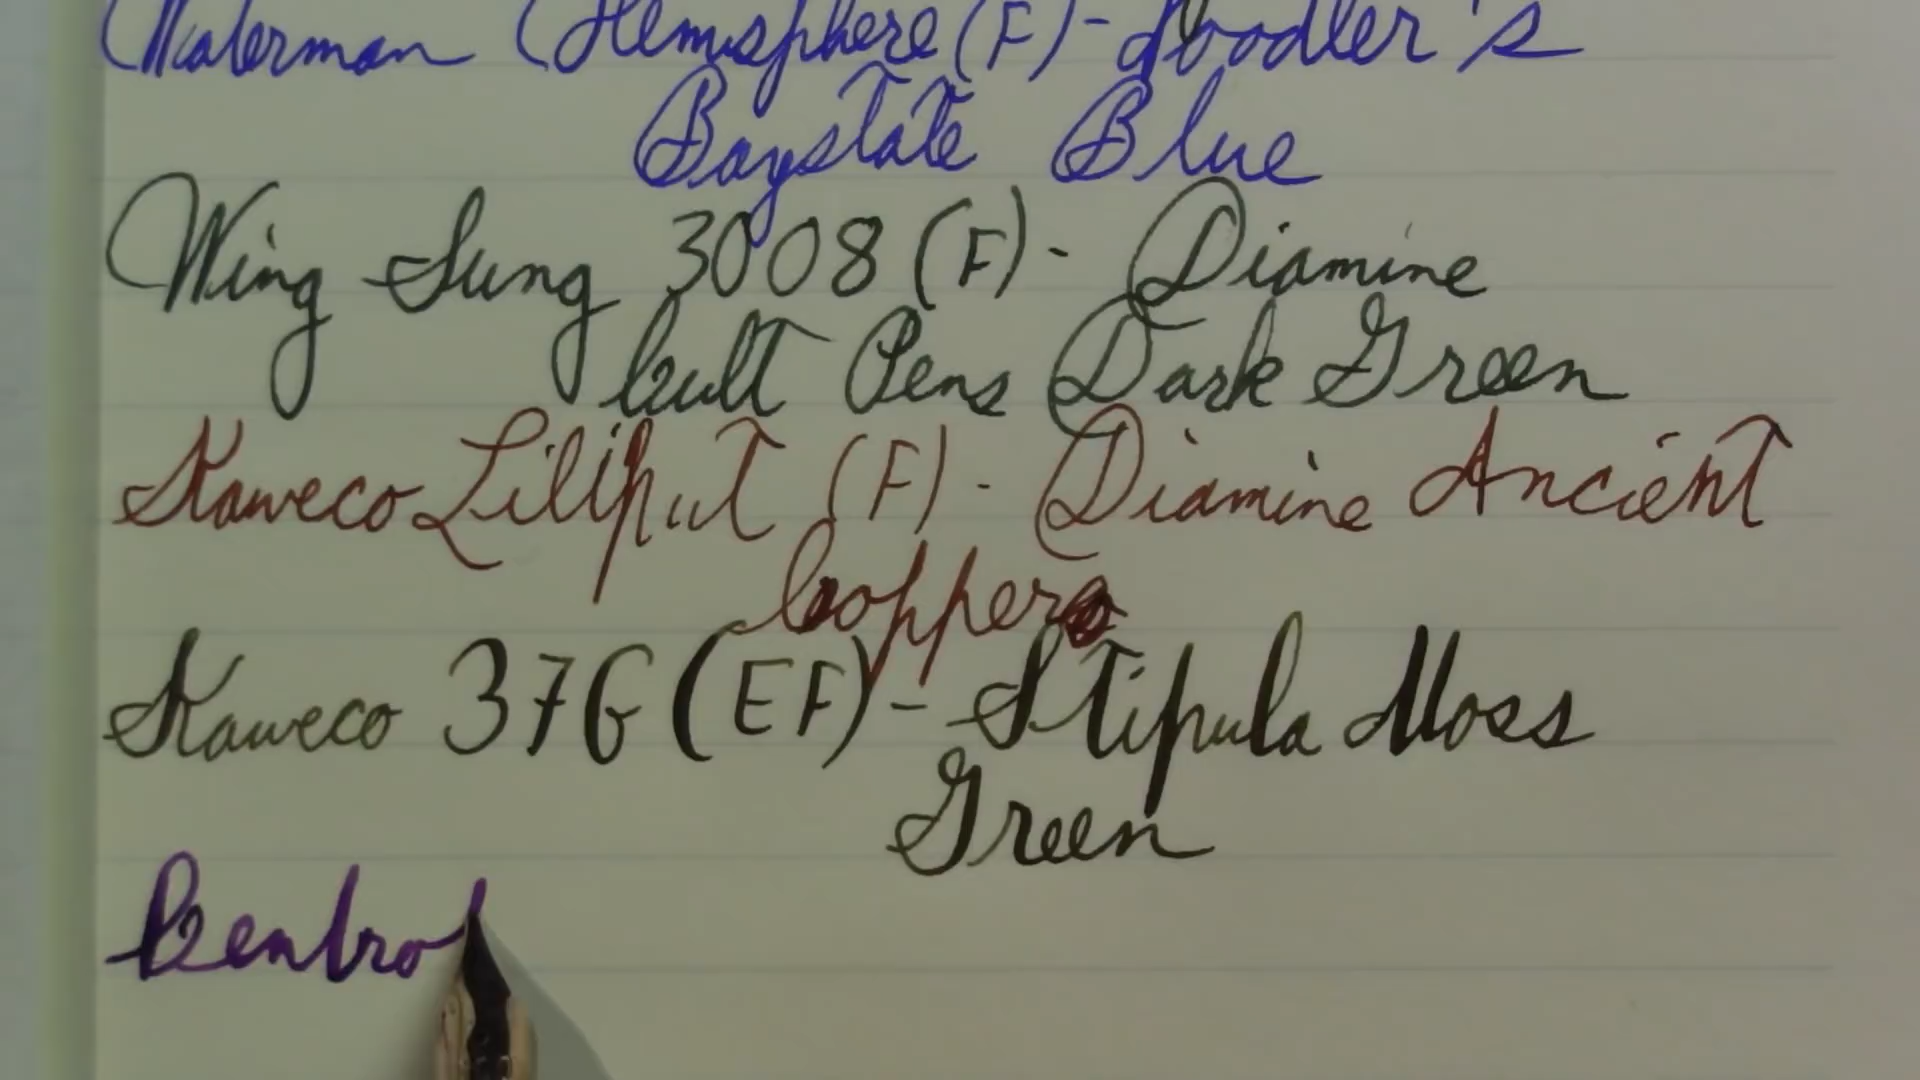 Waterman Hemisphere (F) - Noodler's
Baystate Blue
Wing Sung 3008 (F) - Diamine
Cult Pens Dark Green
Kaweco Liliput (F) - Diamine Ancient
Copper
Kaweco 376 (EF) - Stipula Moss
Green